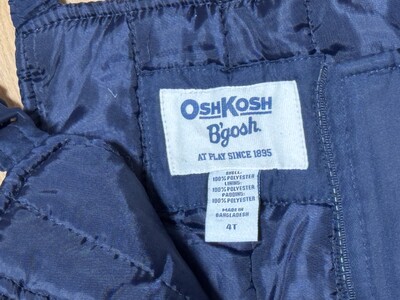 OSHKOSH
B'gosh.
AT PLAY SINCE 1895
SHELL:
100% POLYESTER
LINING:
100% POLYESTER
PADDING:
100% POLYESTER
MADE IN
BANGLADESH
4T